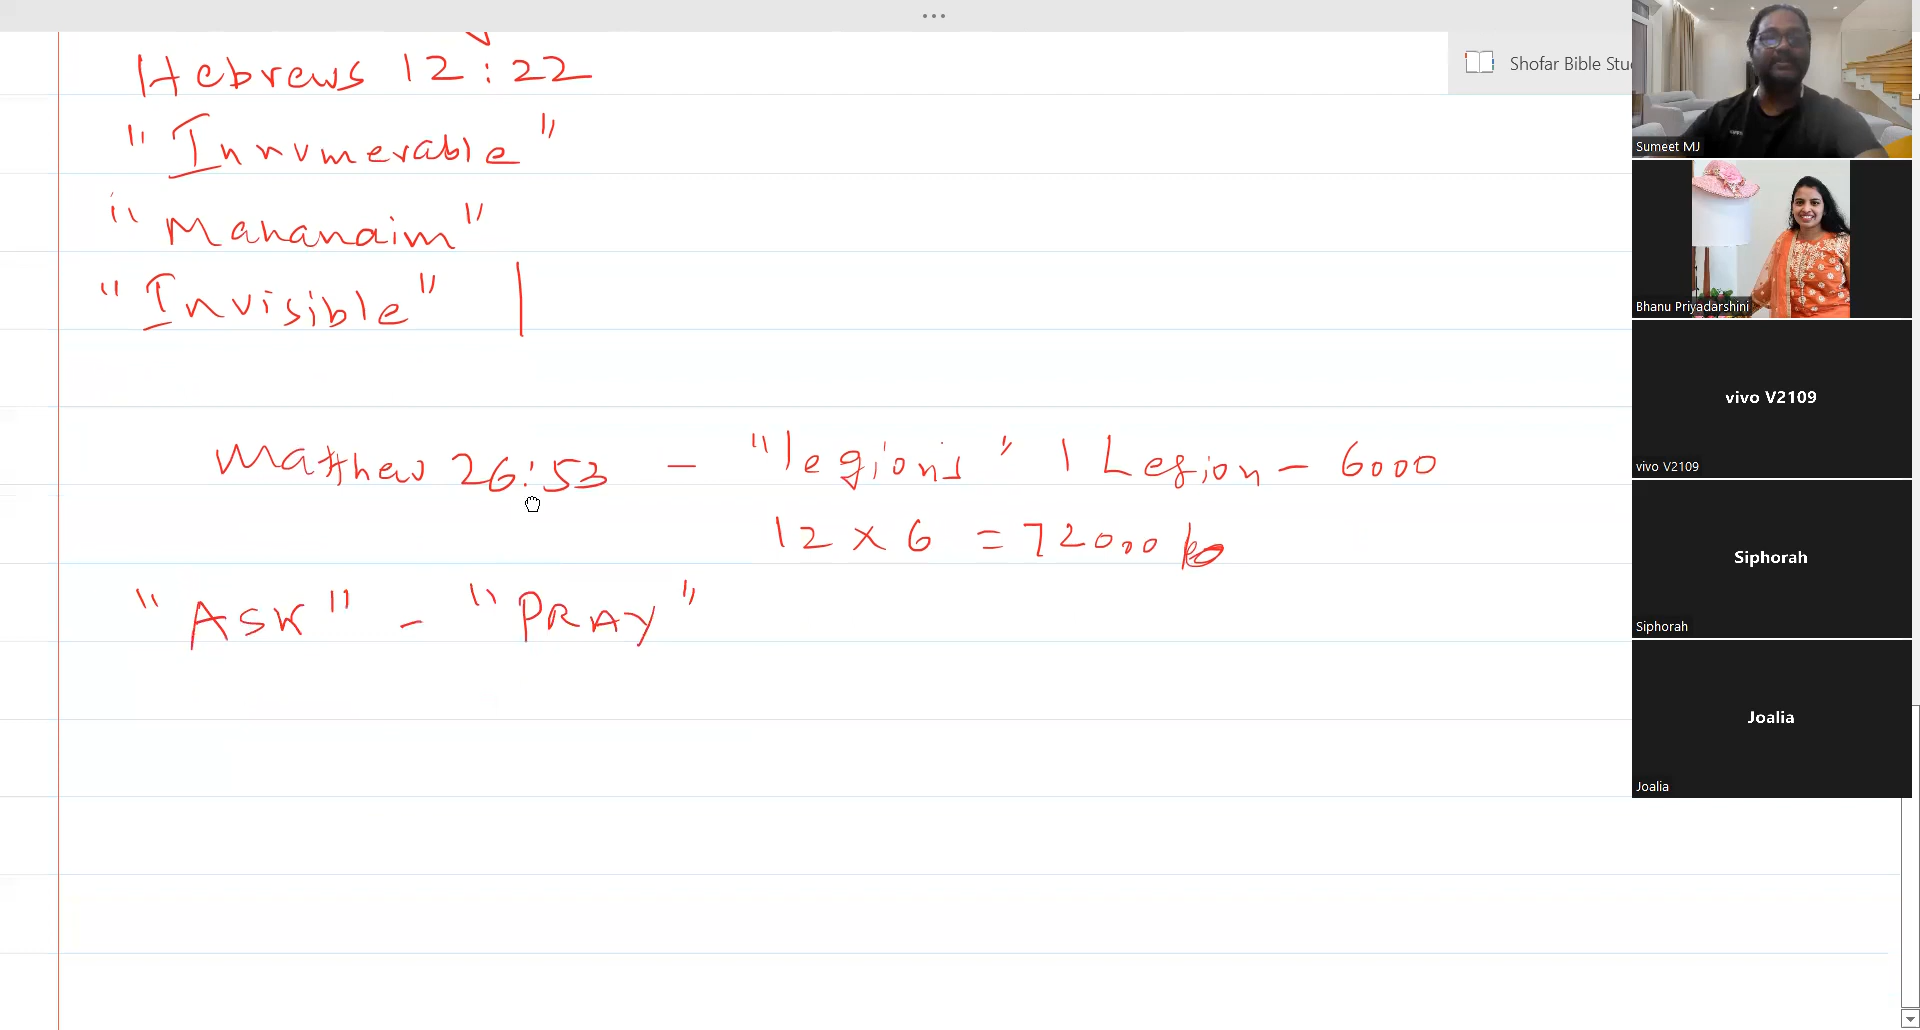 Hebrews 12:22
"Innumerable"
"Mahanaim"
"Invisible" |
Matthew 26:53 - "legions" 1 Legion - 6000
12 x 6 = 72000
"ASK" - "PRAY"
Shofar Bible Stu
Sumeet MJ
Bhanu Priyadarshini
vivo V2109
vivo V2109
Siphorah
Siphorah
Joalia
Joalia